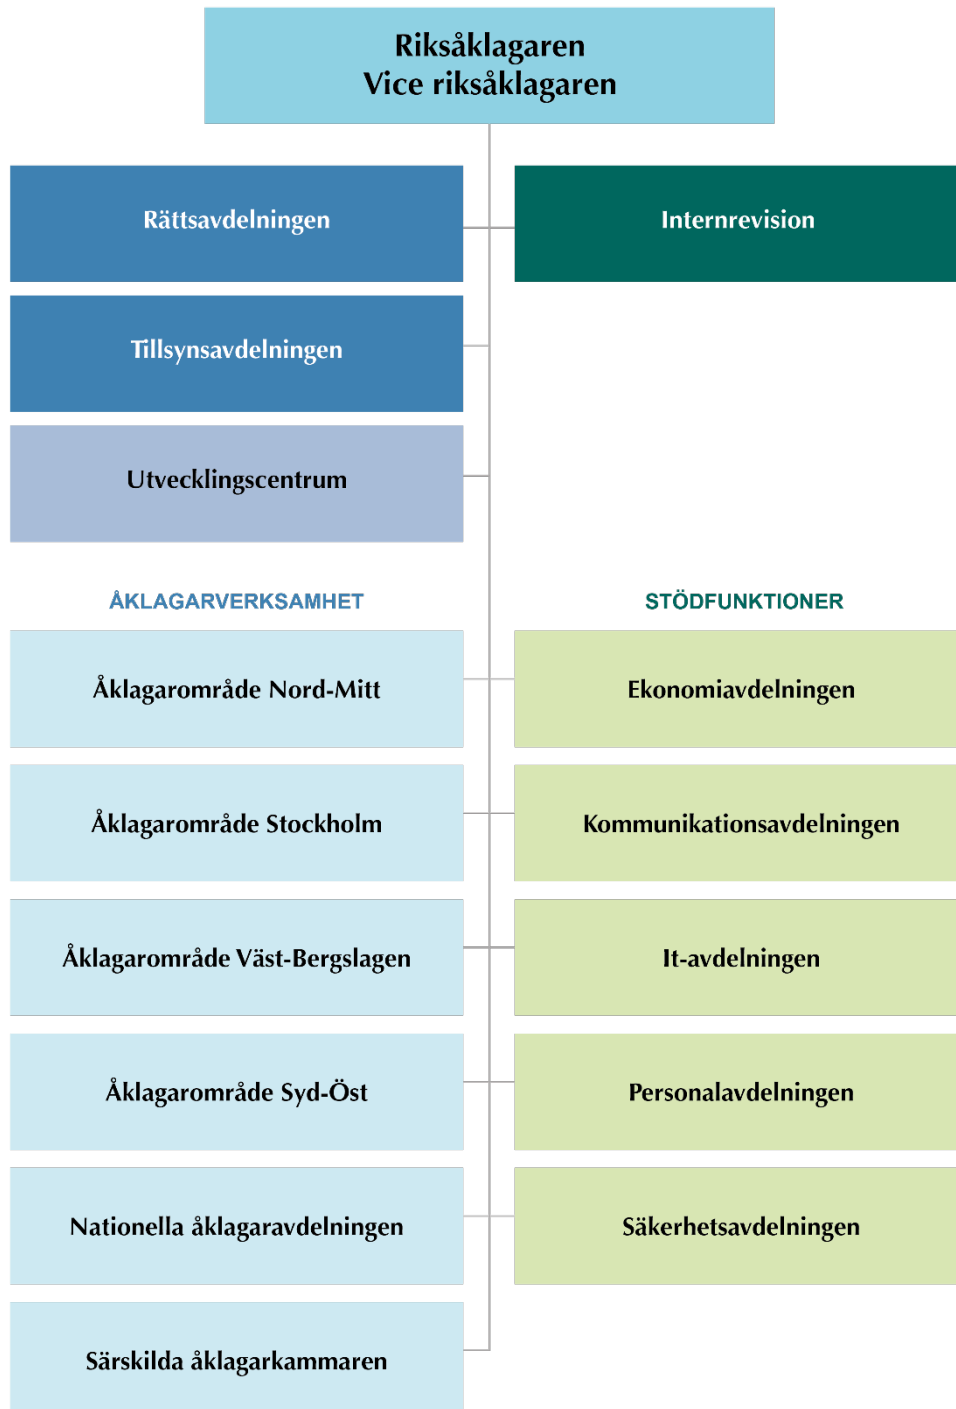 Riksåklagaren
Vice riksåklagaren
Rättsavdelningen
Internrevision
Tillsynsavdelningen
Utvecklingscentrum
ÅKLAGARVERKSAMHET
STÖDFUNKTIONER
Åklagarområde Nord-Mitt
Ekonomiavdelningen
Åklagarområde Stockholm
Kommunikationsavdelningen
Åklagarområde Väst-Bergslagen
It-avdelningen
Åklagarområde Syd-Öst
Personalavdelningen
Nationella åklagaravdelningen
Säkerhetsavdelningen
Särskilda åklagarkammaren